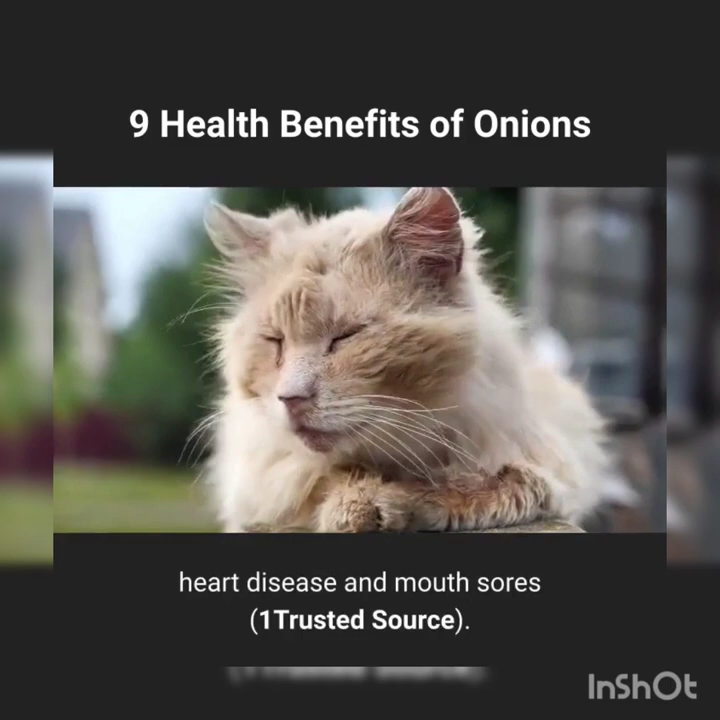 9 Health Benefits of Onions
heart disease and mouth sores
(1Trusted Source).
InShOt